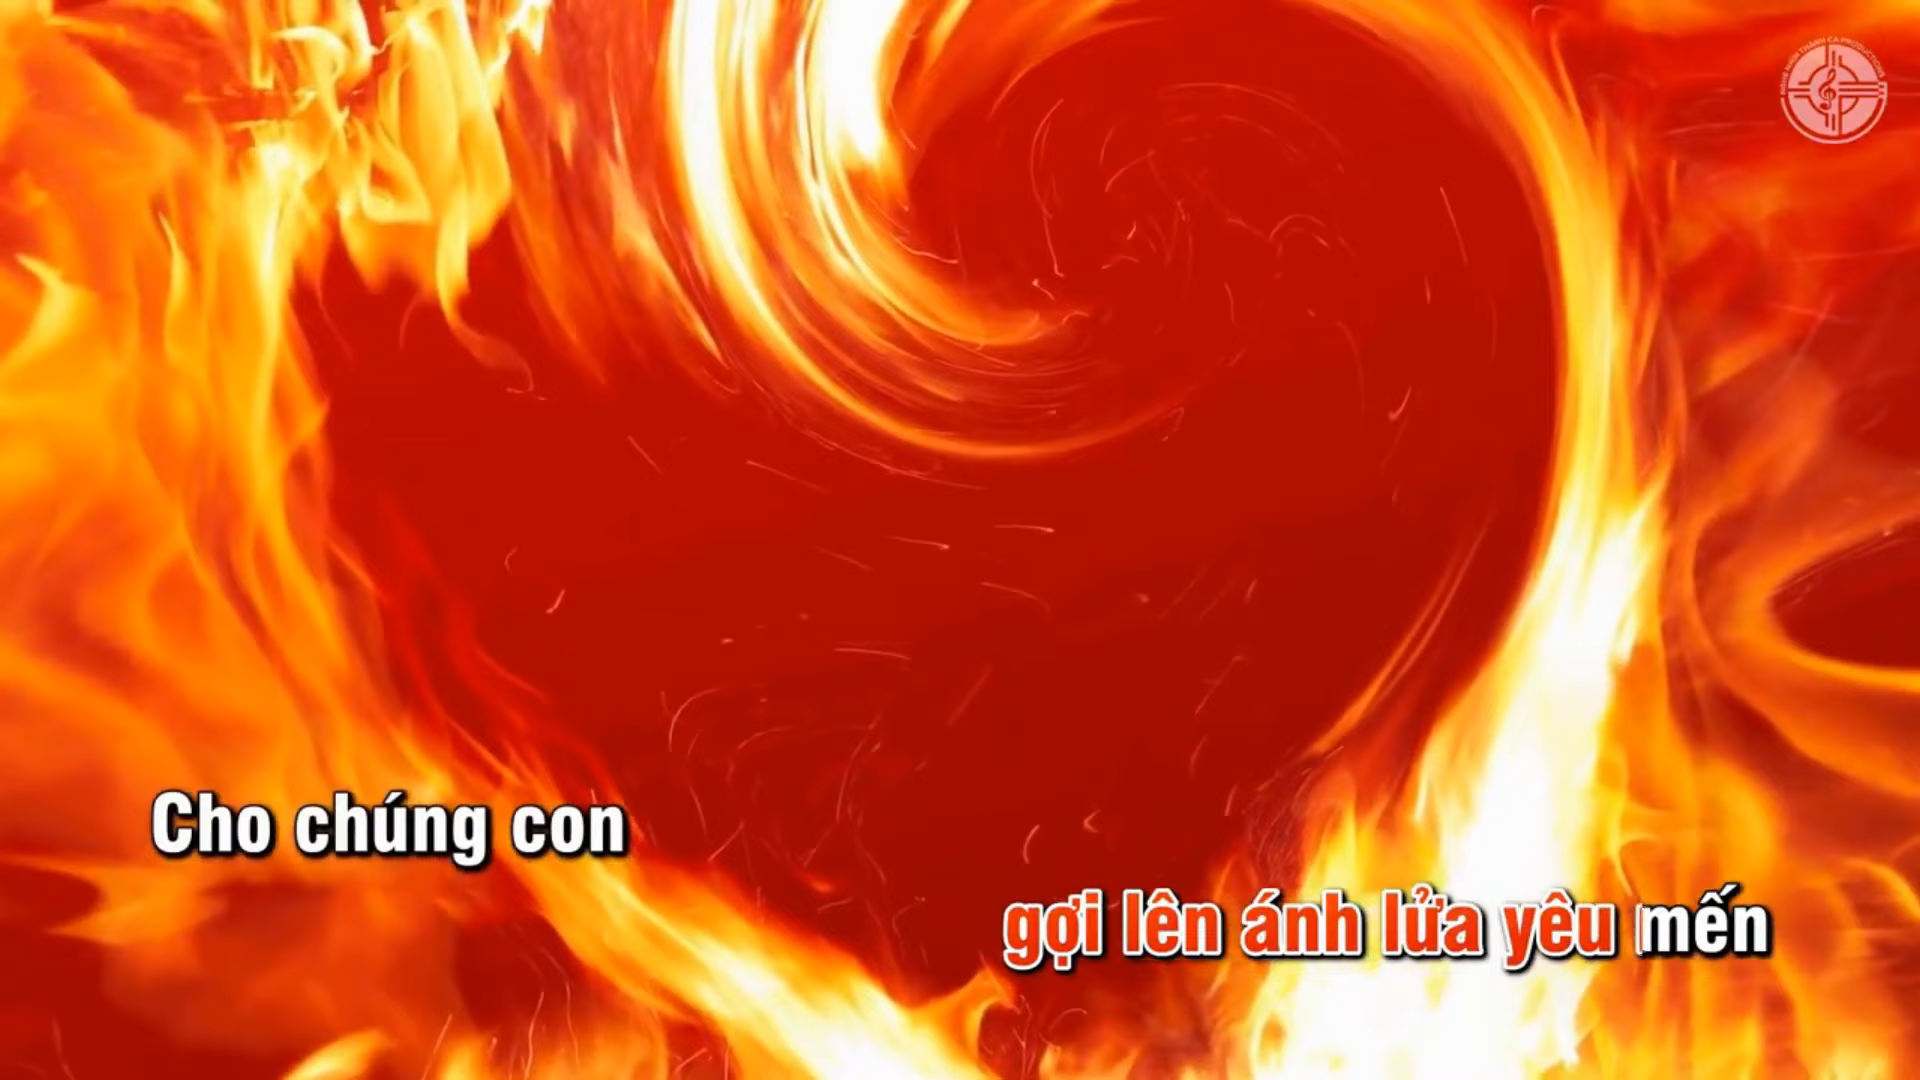 Cho chúng con
gợi lên ánh lửa yêu mến